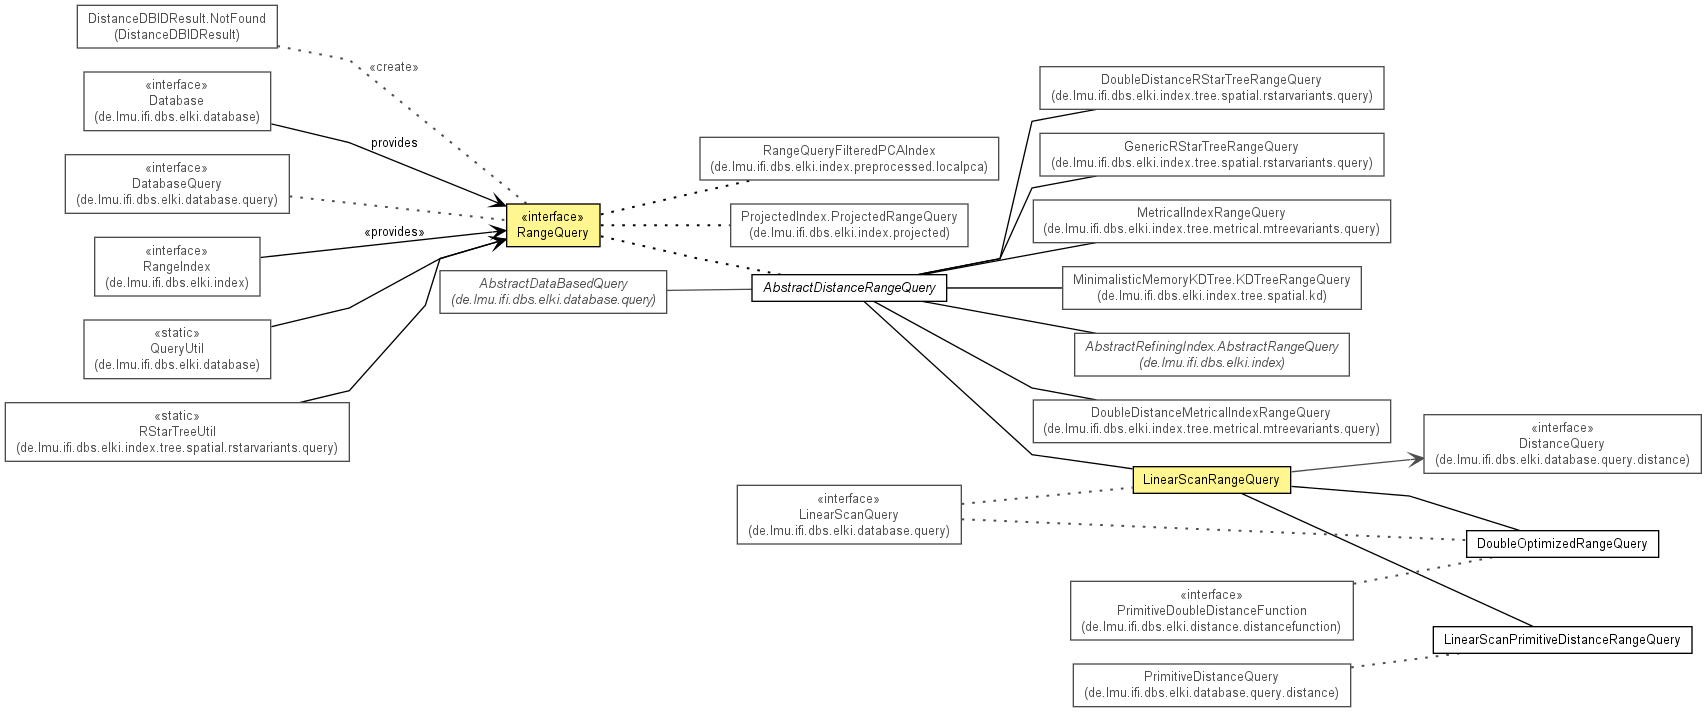 DistanceDBIDResult.NotFound
(DistanceDBIDResult)
«create»
«interface»
Database
(de.lmu.ifi.dbs.elki.database)
provides
«interface»
DatabaseQuery
(de.lmu.ifi.dbs.elki.database.query)
«interface»
RangeIndex
(de.lmu.ifi.dbs.elki.index)
«provides»
«static»
QueryUtil
(de.lmu.ifi.dbs.elki.database)
«static»
RStarTreeUtil
(de.lmu.ifi.dbs.elki.index.tree.spatial.rstarvariants.query)
«interface»
RangeQuery
AbstractDataBasedQuery
(de.lmu.ifi.dbs.elki.database.query)
RangeQueryFilteredPCAIndex
(de.lmu.ifi.dbs.elki.index.preprocessed.localpca)
ProjectedIndex.ProjectedRangeQuery
(de.lmu.ifi.dbs.elki.index.projected)
AbstractDistanceRangeQuery
«interface»
LinearScanQuery
(de.lmu.ifi.dbs.elki.database.query)
DoubleDistanceRStarTreeRangeQuery
(de.lmu.ifi.dbs.elki.index.tree.spatial.rstarvariants.query)
GenericRStarTreeRangeQuery
(de.lmu.ifi.dbs.elki.index.tree.spatial.rstarvariants.query)
MetricalIndexRangeQuery
(de.lmu.ifi.dbs.elki.index.tree.metrical.mtreevariants.query)
MinimalisticMemoryKDTree.KDTreeRangeQuery
(de.lmu.ifi.dbs.elki.index.tree.spatial.kd)
AbstractRefiningIndex.AbstractRangeQuery
(de.lmu.ifi.dbs.elki.index)
DoubleDistanceMetricalIndexRangeQuery
(de.lmu.ifi.dbs.elki.index.tree.metrical.mtreevariants.query)
LinearScanRangeQuery
«interface»
PrimitiveDoubleDistanceFunction
(de.lmu.ifi.dbs.elki.distance.distancefunction)
PrimitiveDistanceQuery
(de.lmu.ifi.dbs.elki.database.query.distance)
«interface»
DistanceQuery
(de.lmu.ifi.dbs.elki.database.query.distance)
DoubleOptimizedRangeQuery
LinearScanPrimitiveDistanceRangeQuery